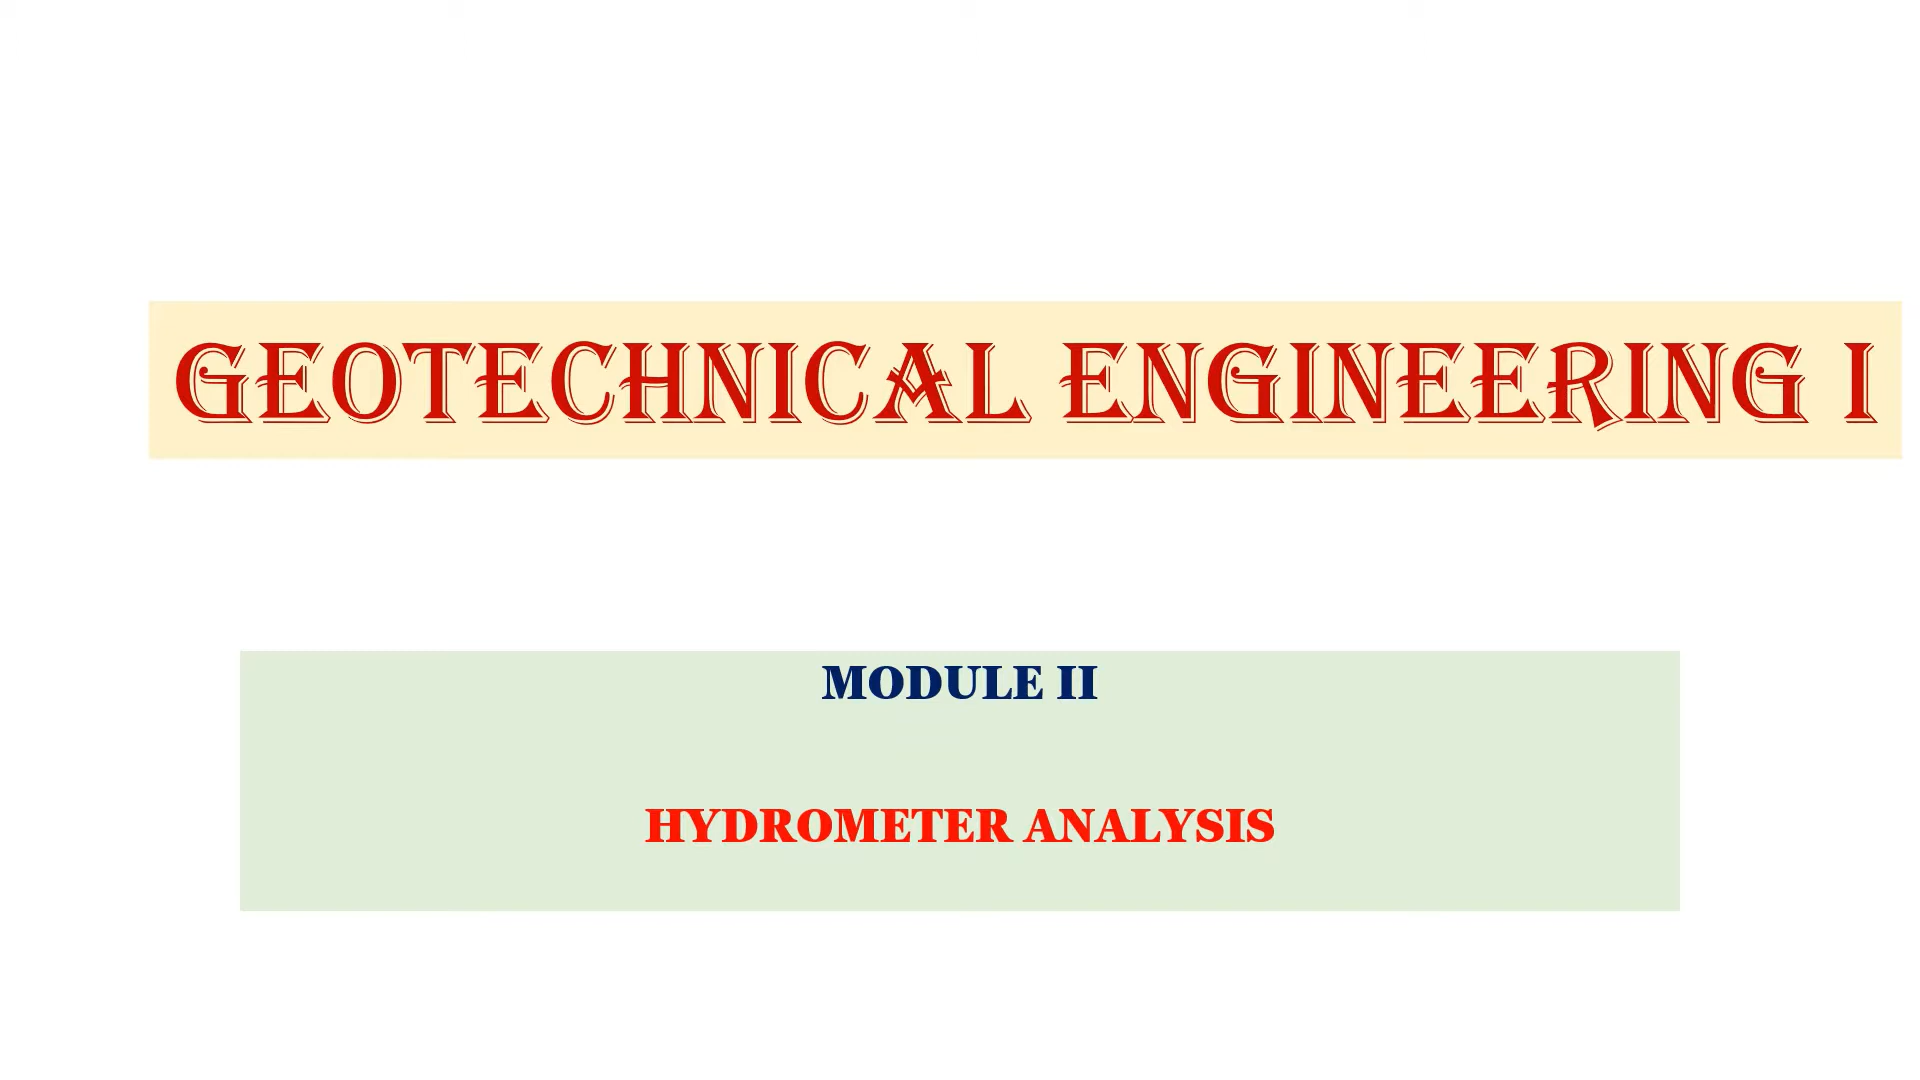 GEOTECHNICAL ENGINEERING I
MODULE II
HYDROMETER ANALYSIS